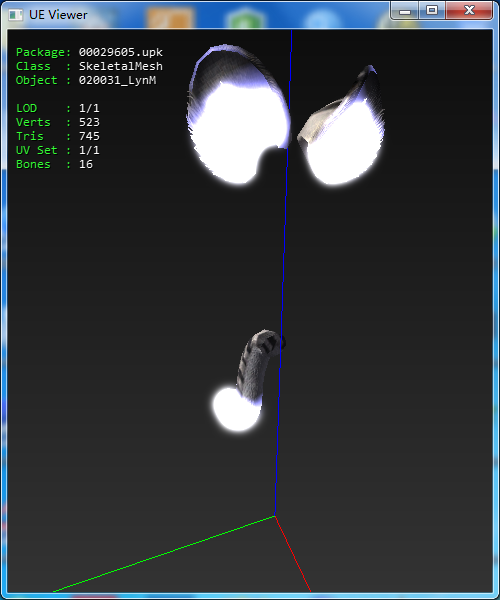 UE Viewer
Package: 00029605.upk
Class : SkeletalMesh
Object : 020031_LynM
LOD : 1/1
Verts : 523
Tris : 745
UV Set : 1/1
Bones : 16